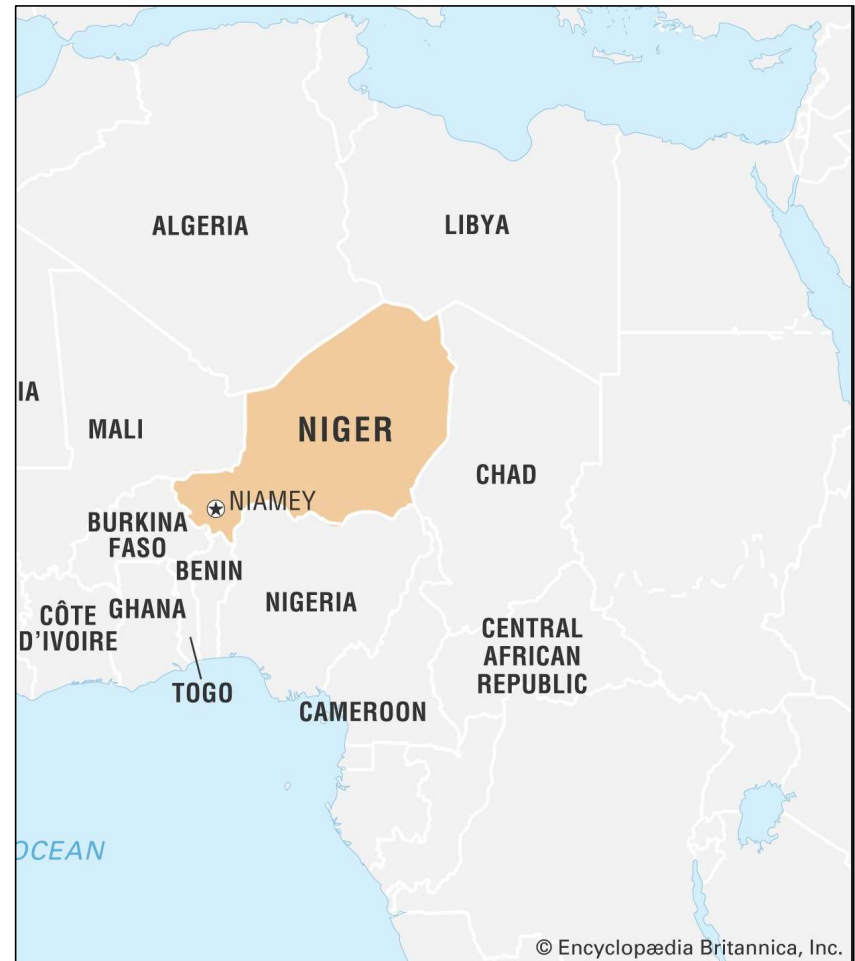 ALGERIA
LIBYA
IA
MALI
NIGER
CHAD
NIAMEY
BURKINA
FASO
BENIN
NIGERIA
CÔTE
D'IVOIRE
GHANA
TOGO
CENTRAL
AFRICAN
REPUBLIC
CAMEROON
OCEAN
© Encyclopædia Britannica, Inc.